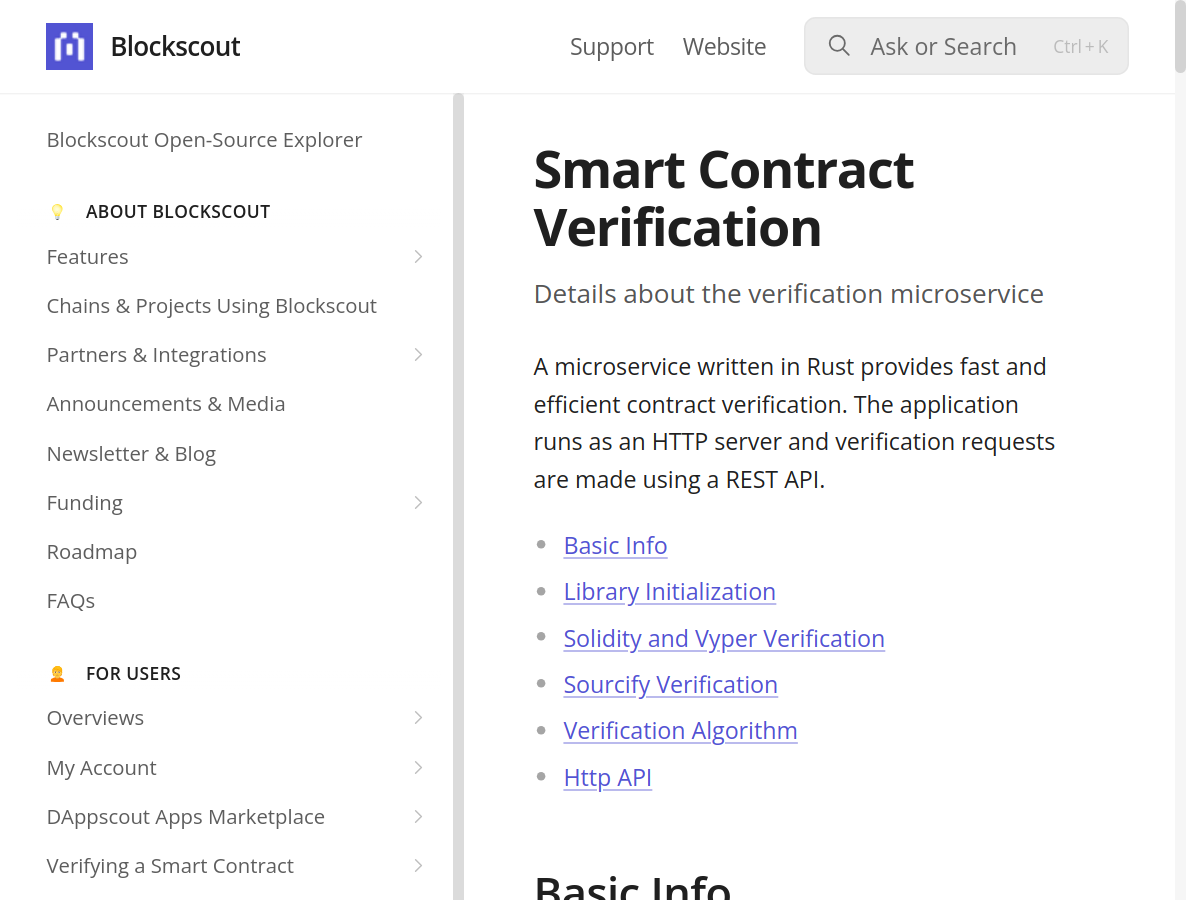 Blockscout
Support
Website
Ask or Search
Ctrl + K
Blockscout Open-Source Explorer
ABOUT BLOCKSCOUT
Features
Chains & Projects Using Blockscout
Partners & Integrations
Announcements & Media
Newsletter & Blog
Funding
Roadmap
FAQs
FOR USERS
Overviews
My Account
DAppscout Apps Marketplace
Verifying a Smart Contract
Smart Contract
Verification
Details about the verification microservice
A microservice written in Rust provides fast and
efficient contract verification. The application
runs as an HTTP server and verification requests
are made using a REST API.
Basic Info
Library Initialization
Solidity and Vyper Verification
Sourcify Verification
Verification Algorithm
Http API
Basic Info